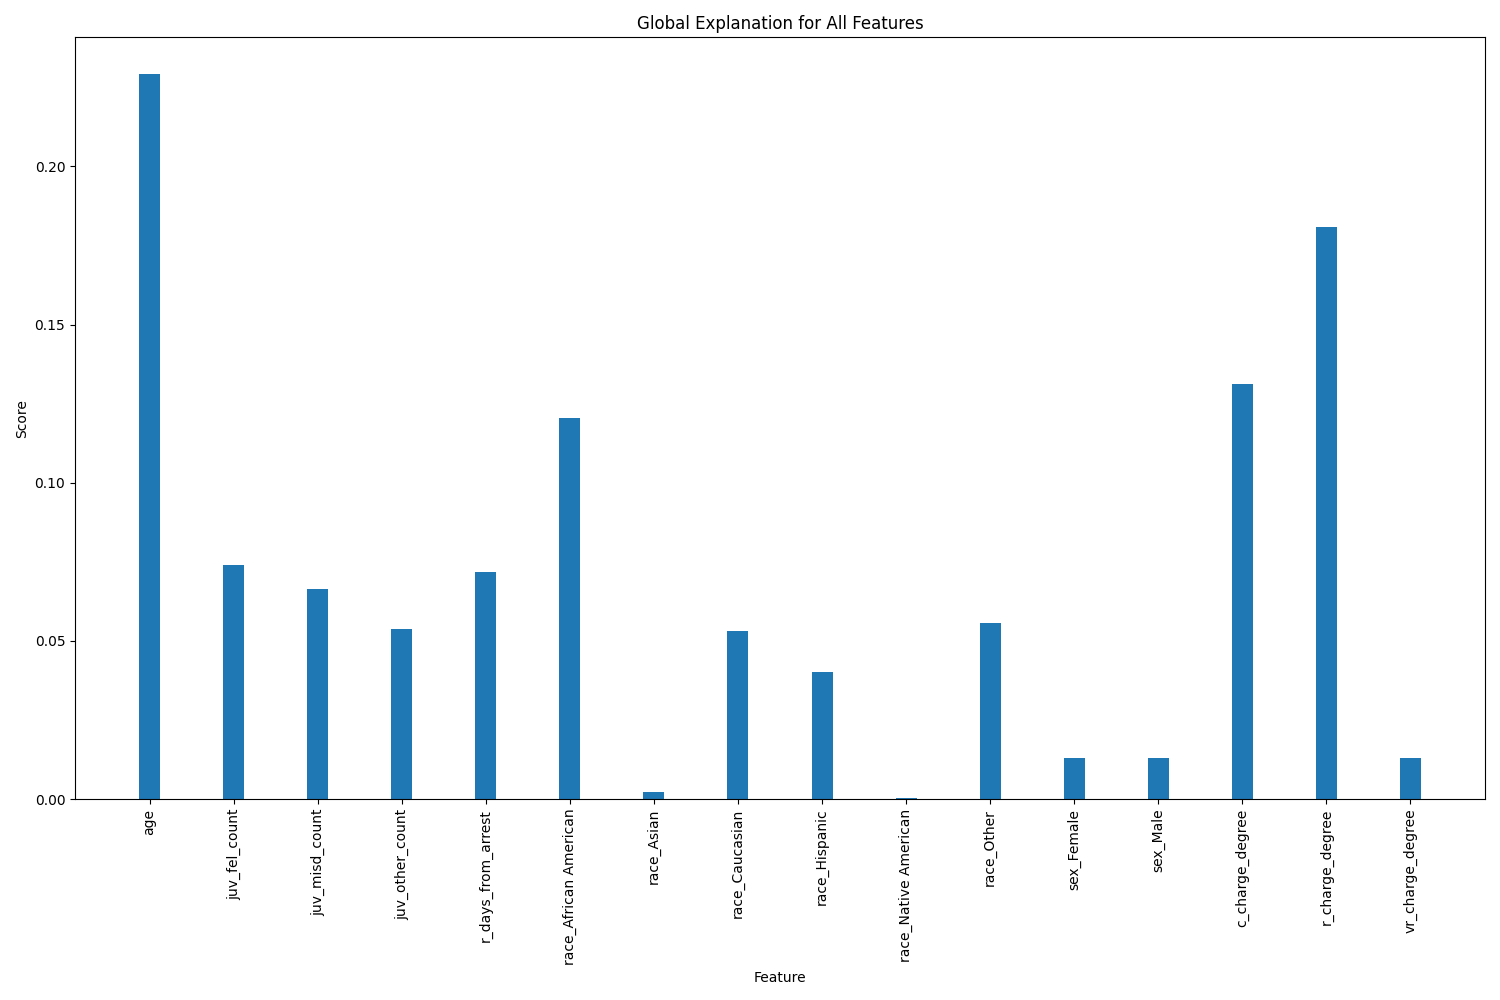 Global Explanation for All Features
Score
0.20
0.15
0.10
0.05
0.00
age
juv_fel_count
juv_misd_count
juv_other_count
r_days_from_arrest
race_African American
race_Asian
race_Caucasian
race_Hispanic
race_Native American
race_Other
sex_Female
sex_Male
c_charge_degree
r_charge_degree
vr_charge_degree
Feature